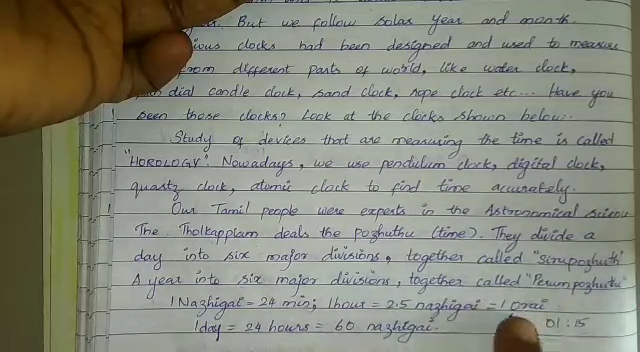 But we follow solar year and month.
clocks had been designed and used to measure
from different parts of world, like water clock,
dial candle clock, sand clock, rope clock etc... Have you
seen those clocks? Look at the clocks shown below.
Study of devices that are measuring the time is called
"HOROLOGY". Nowadays, we use pendulum clock, digital clock,
quartz clock, atomic clock to find time accurately.
Our Tamil people were experts in the Astronomical science
The Tholkappiam deals the pozhuthu (time). They divide a
day into six major divisions, together called "Sirupozhuth
A year into six major divisions, together called "Perumpozhuthu"
1 Nazhigai = 24 min; 1 hour = 2.5 nazhigai = 1 orai
1 day = 24 hours = 60 nazhigai.
01:15